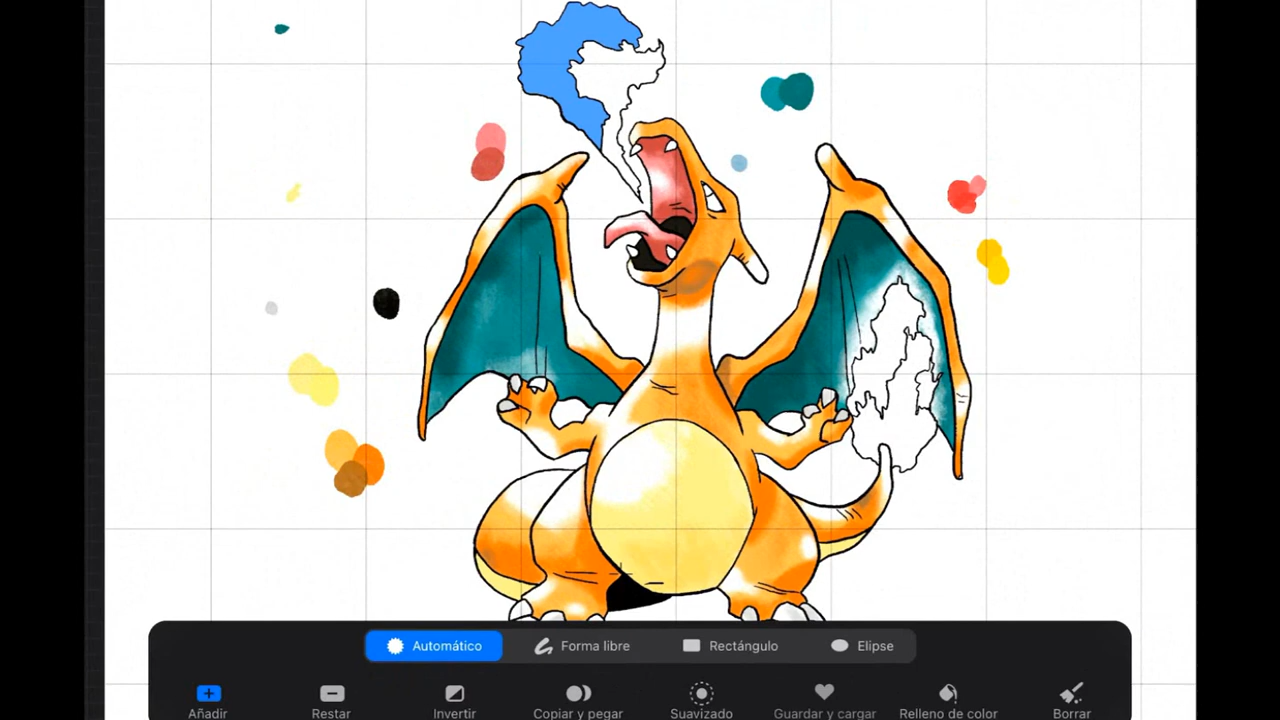 Automático
Forma libre
Rectángulo
Elipse
Añadir
Restar
Invertir
Copiar y pegar
Suavizado
Guardar y cargar
Relleno de color
Borrar